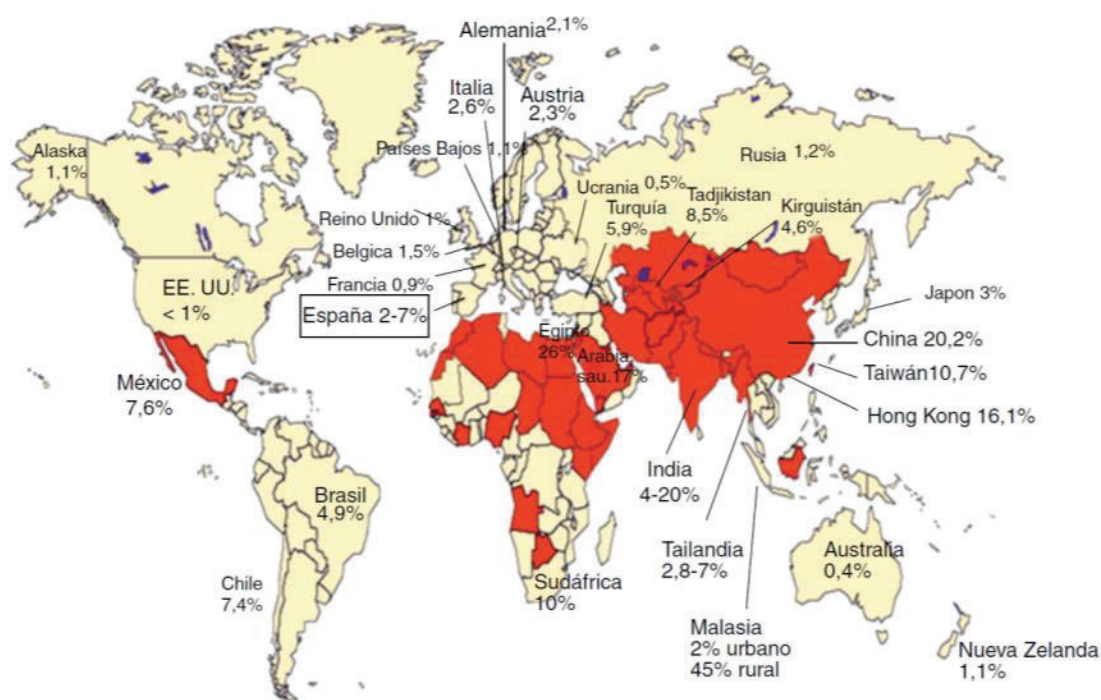 Alemania 2,1%
Italia
2,6%
Austria
2,3%
Países Bajos 1,1%
Alaska
1,1%
Rusia 1,2%
Ucrania 0,5%
Turquía
5,9%
Tadjikistan
8,5%
Kirguistán
4,6%
Reino Unido 1%
Belgica 1,5%
Francia 0,9%
España 2-7%
EE. UU.
< 1%
Japon 3%
China 20,2%
Taiwán10,7%
Hong Kong 16,1%
Egipto
26%
Arabia
sau.17%
México
7,6%
India
4-20%
Brasil
4,9%
Tailandia
2,8-7%
Australia
0,4%
Chile
7,4%
Sudáfrica
10%
Malasia
2% urbano
45% rural
Nueva Zelanda
1,1%